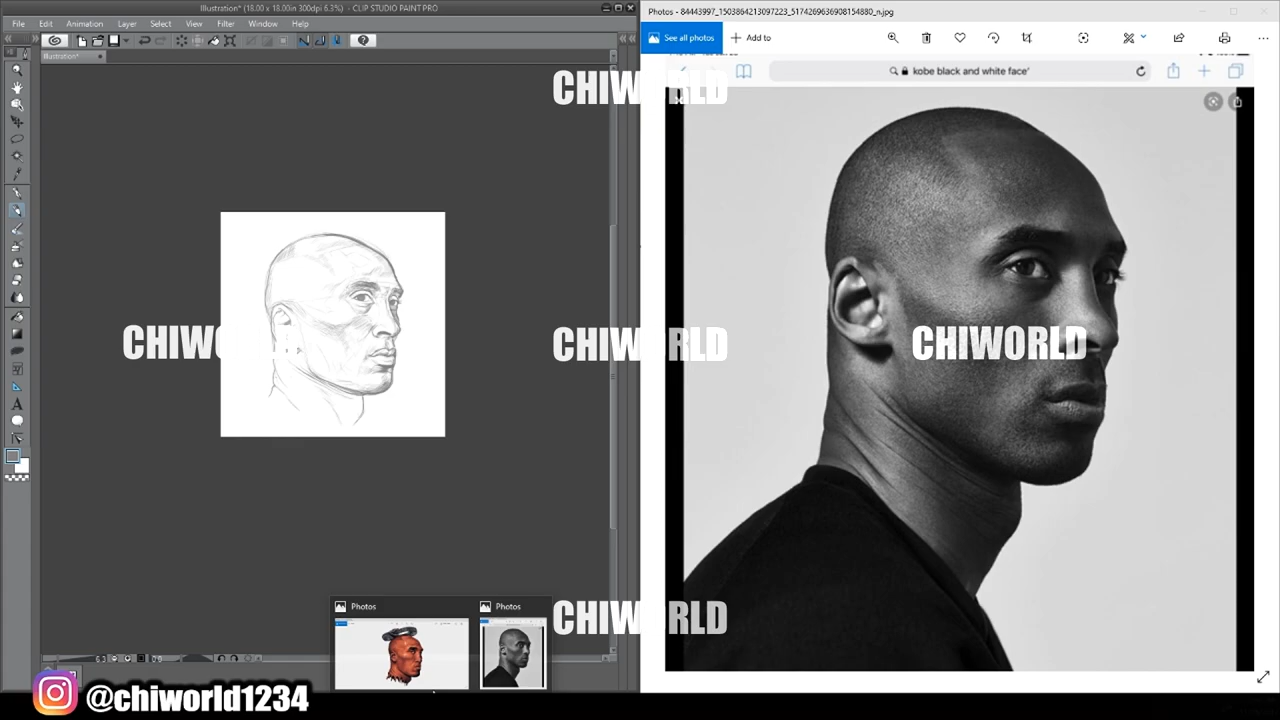 Illustration* (18.00 x 18.00in 300dpi 6.3%) - CLIP STUDIO PAINT PRO
File Edit Animation Layer Select View Filter Window Help
Illustration*
Photos - 84443997_1503864213097223_5174269636908154880_n.jpg
See all photos
Add to
kobe black and white face'
CHIWORLD
CHIWORLD
CHIWORLD
CHIWORLD
CHIWORLD
Photos
Photos
@chiworld1234